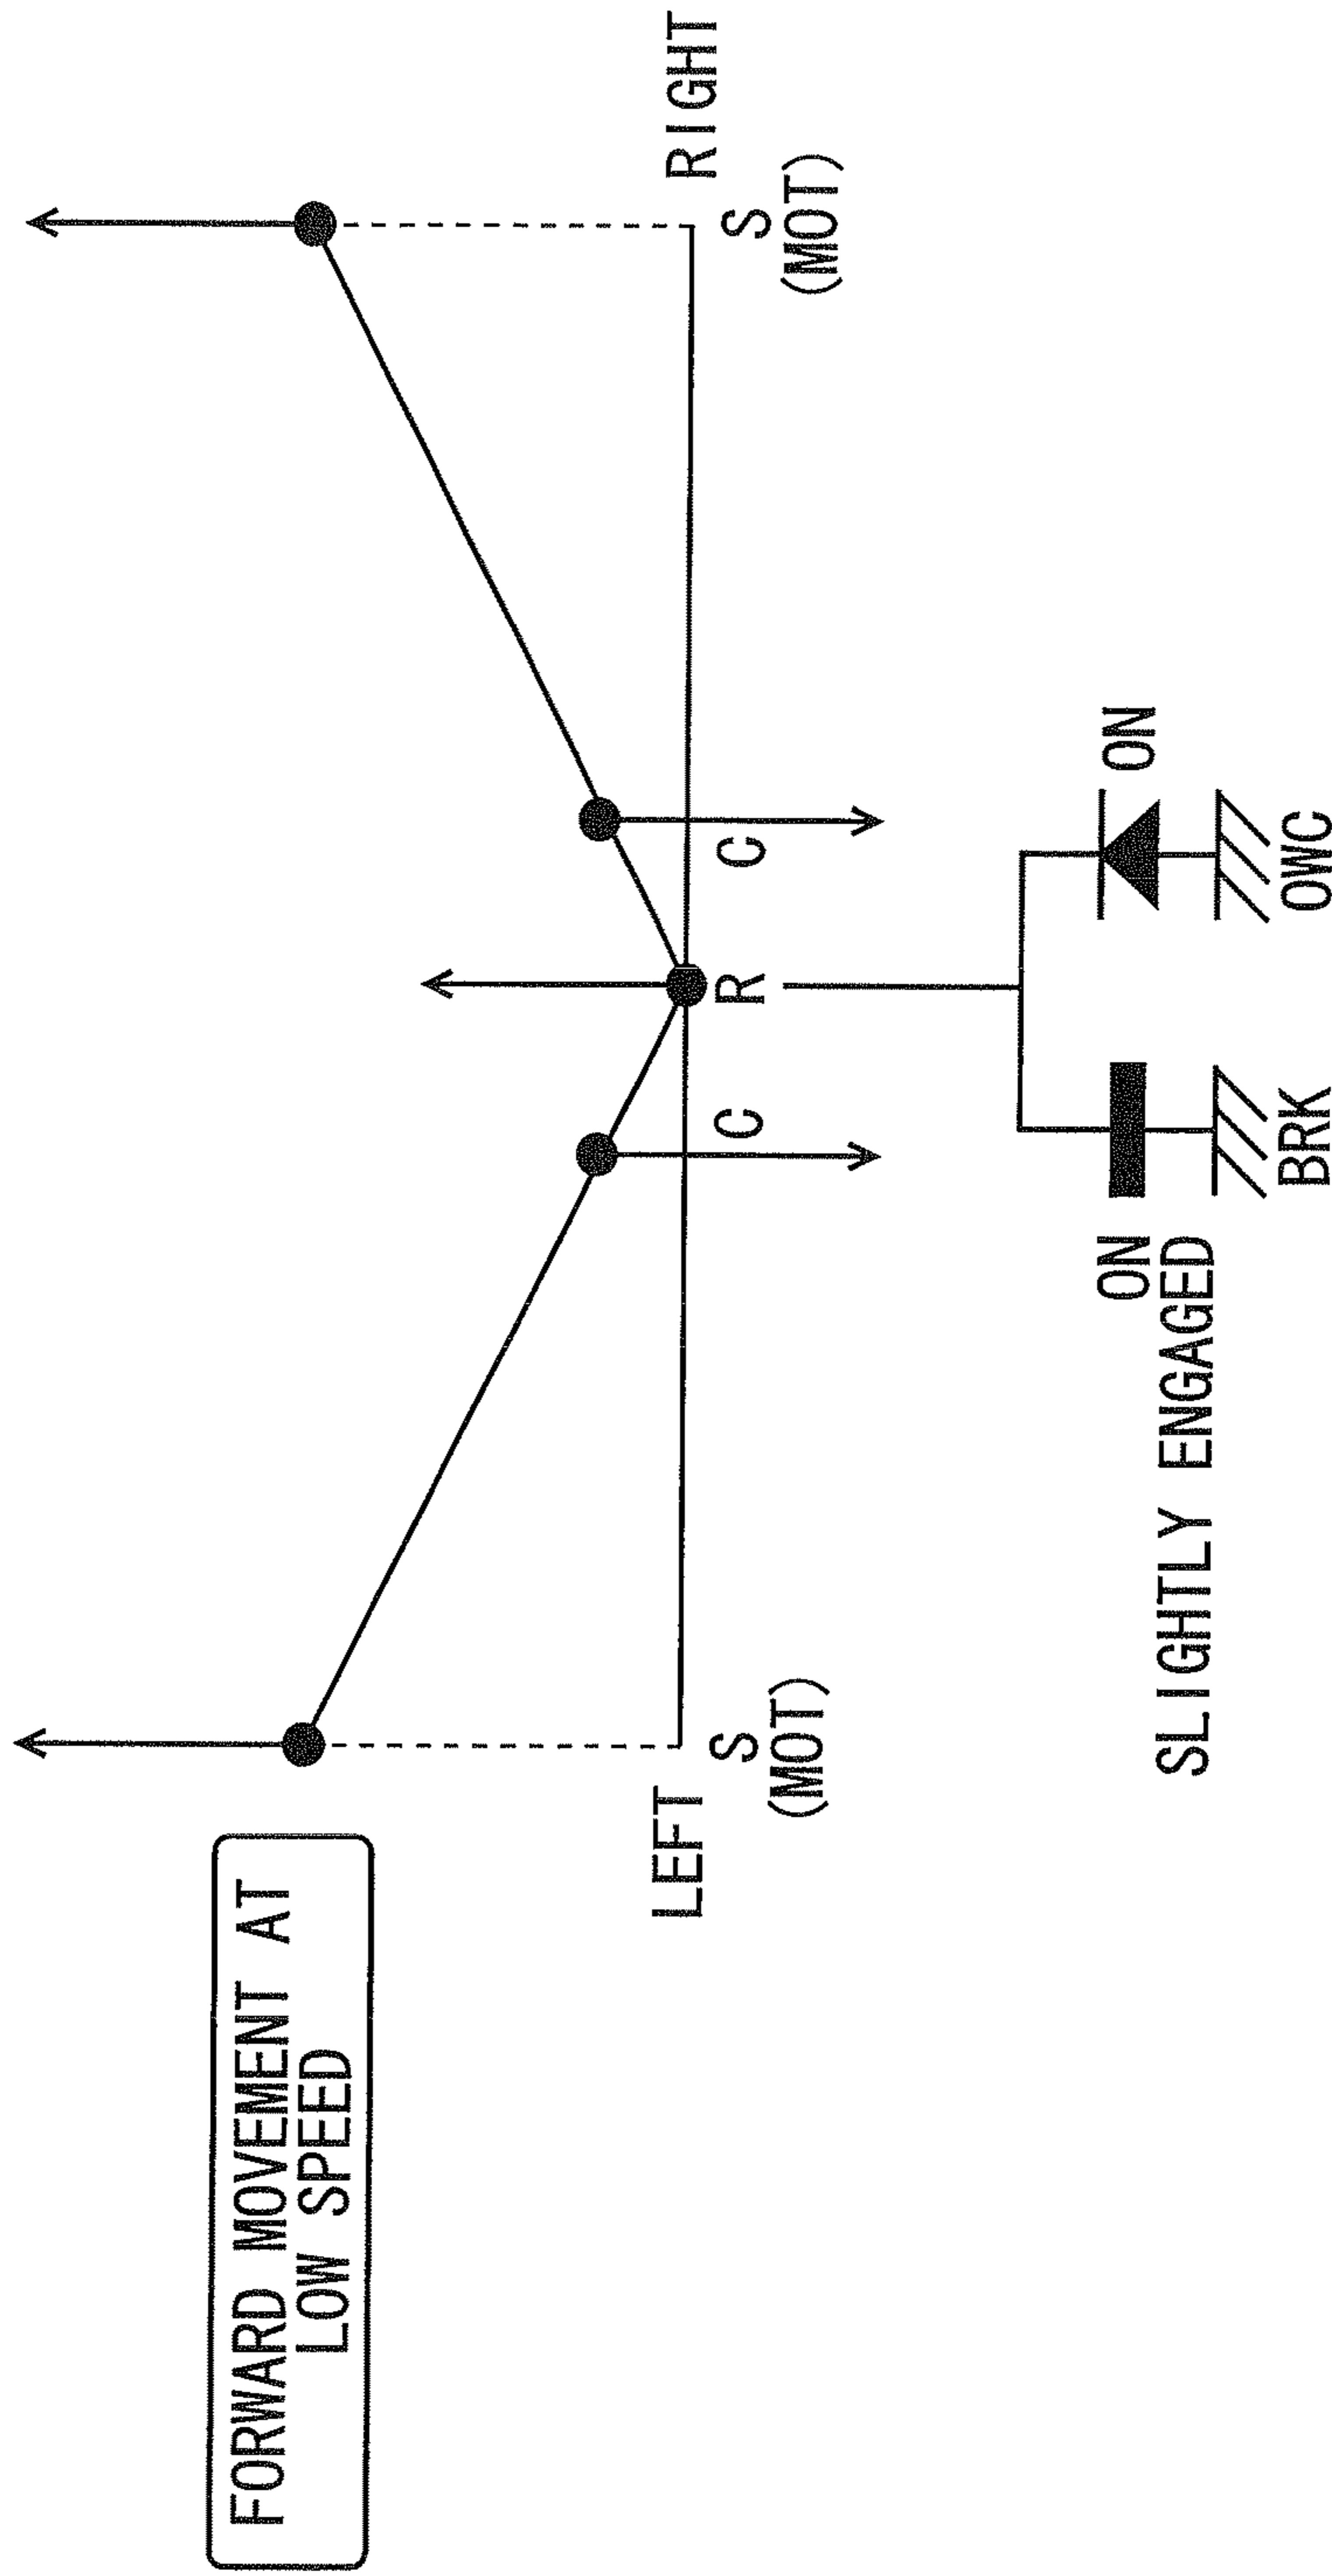 FORWARD MOVEMENT AT
LOW SPEED
LEFT
RIGHT
S
(MOT)
C
R
C
S
(MOT)
ON
SLIGHTLY ENGAGED
ON
BRK
OWC